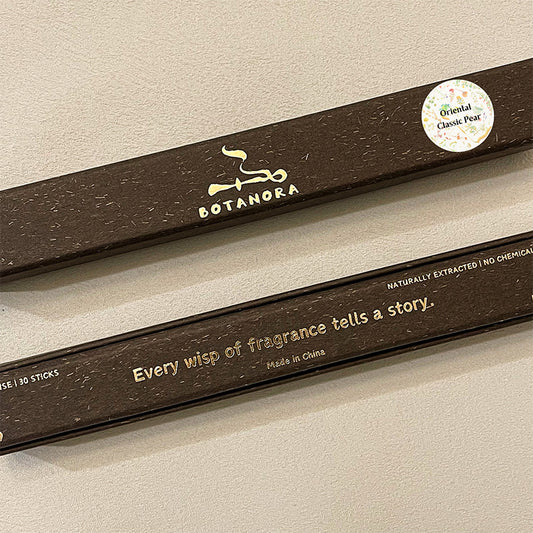 Oriental
Classic Pear
BOTANORA
NATURALLY EXTRACTED | NO CHEMICAL
Every wisp of fragrance tells a story.
Made in China
| 30 STICKS